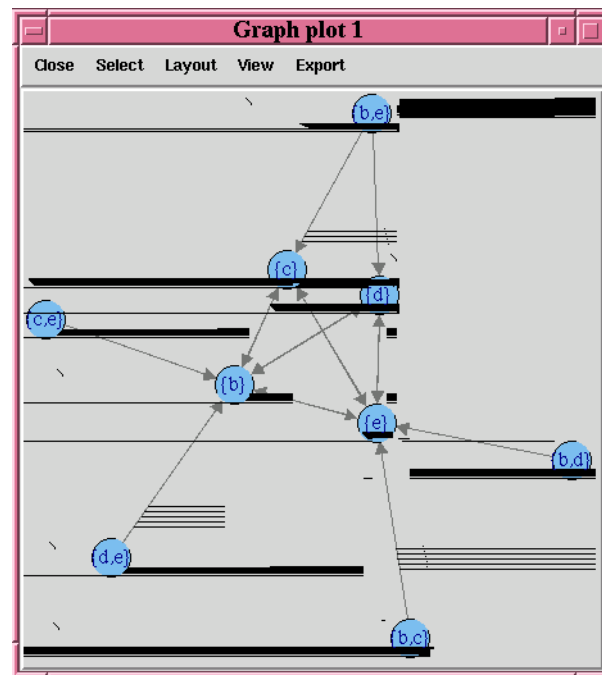 Graph plot 1
Close Select Layout View Export
{b,e}
{c}
{d}
{c,e}
{b}
{e}
{b,d}
{d,e}
{b,c}